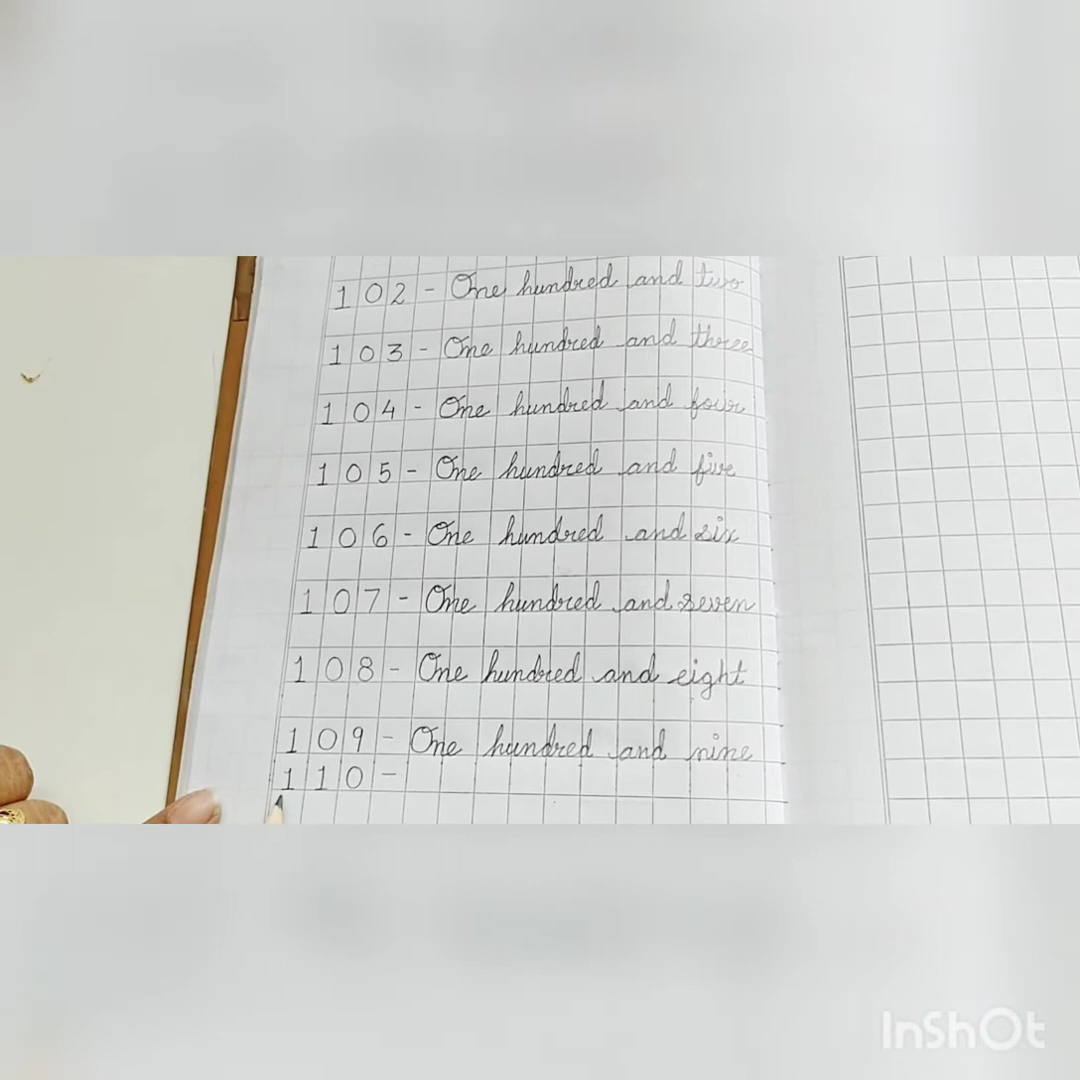 102 - One hundred and two
103 - One hundred and three
104 - One hundred and four
105 - One hundred and five
106 - One hundred and six
107 - One hundred and seven
108 - One hundred and eight
109 - One hundred and nine
110 -
InShOt